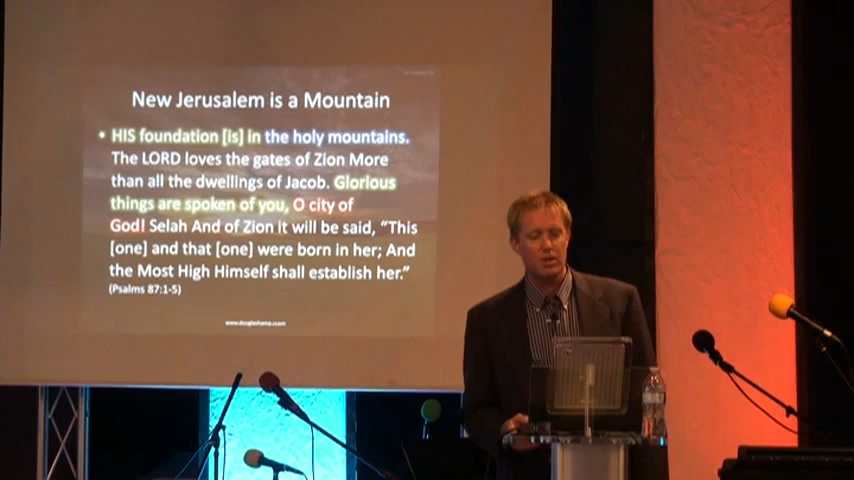 New Jerusalem is a Mountain
• HIS foundation [is] in the holy mountains.
The LORD loves the gates of Zion More
than all the dwellings of Jacob. Glorious
things are spoken of you, O city of
God! Selah And of Zion it will be said, “This
[one] and that [one] were born in her; And
the Most High Himself shall establish her.”
(Psalms 87:1-5)